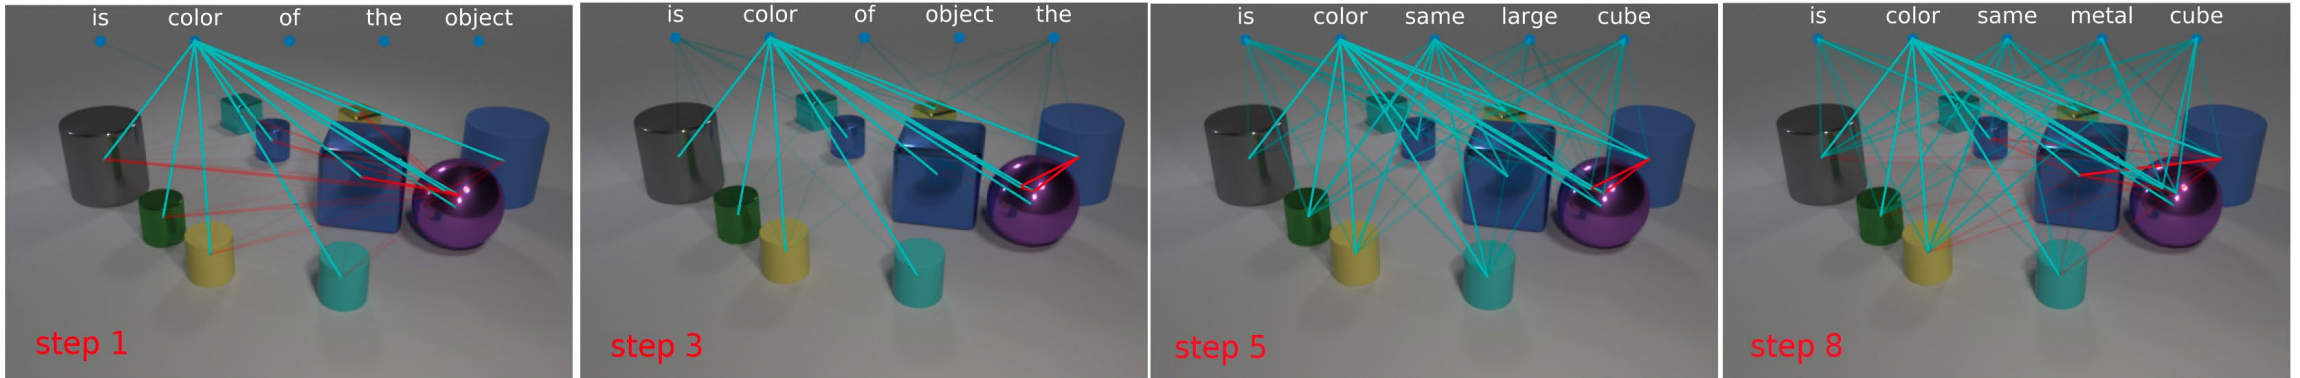 is color of the object
step 1
is color of object the
step 3
is color same large cube
step 5
is color same metal cube
step 8